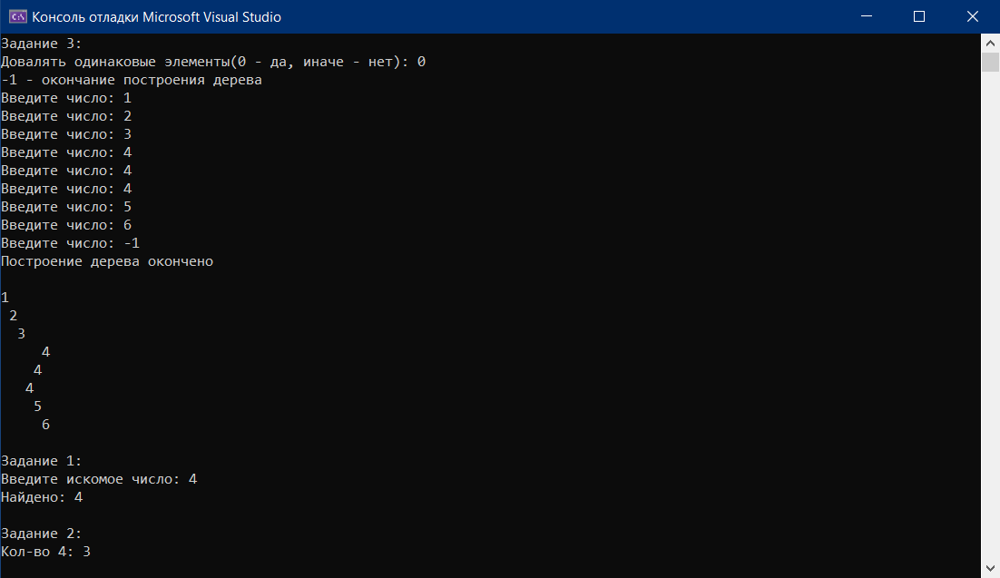 Консоль отладки Microsoft Visual Studio
Задание 3:
Довалять одинаковые элементы(0 - да, иначе - нет): 0
-1 - окончание построения дерева
Введите число: 1
Введите число: 2
Введите число: 3
Введите число: 4
Введите число: 4
Введите число: 4
Введите число: 5
Введите число: 6
Введите число: -1
Построение дерева окончено
1
2
3
4
4
4
5
6
Задание 1:
Введите искомое число: 4
Найдено: 4
Задание 2:
Кол-во 4: 3